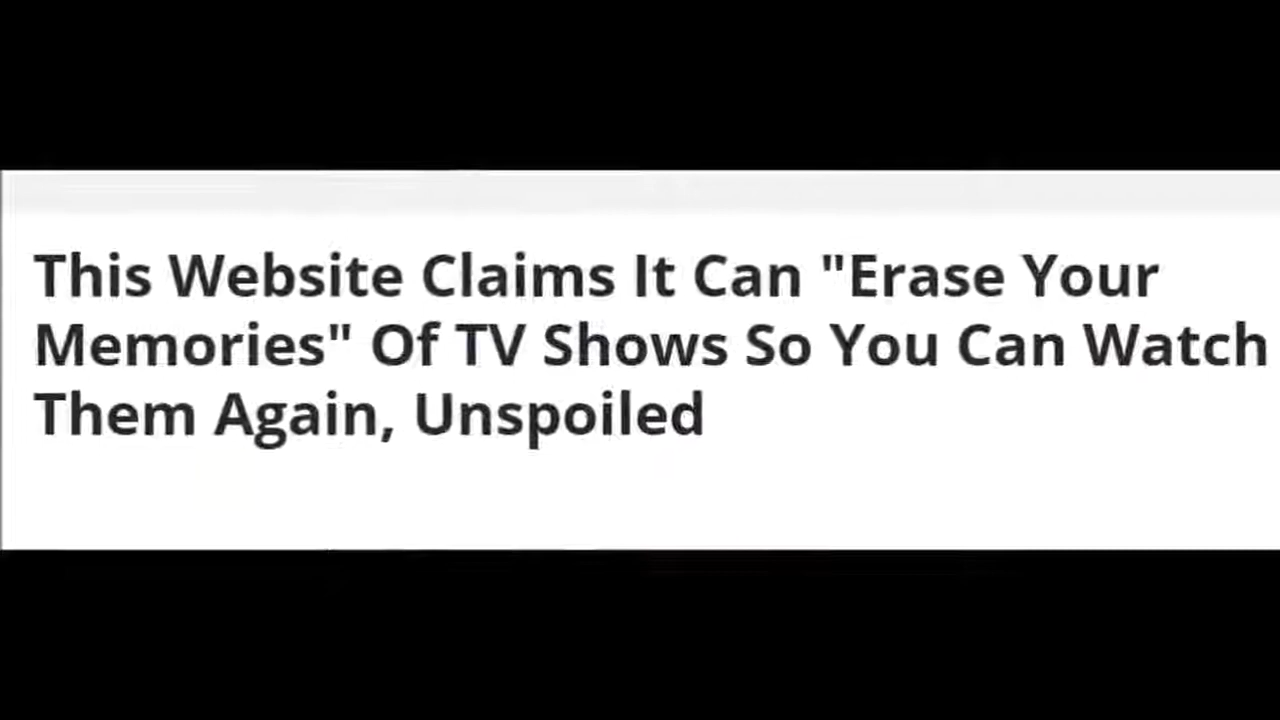 This Website Claims It Can "Erase Your
Memories" Of TV Shows So You Can Watch
Them Again, Unspoiled